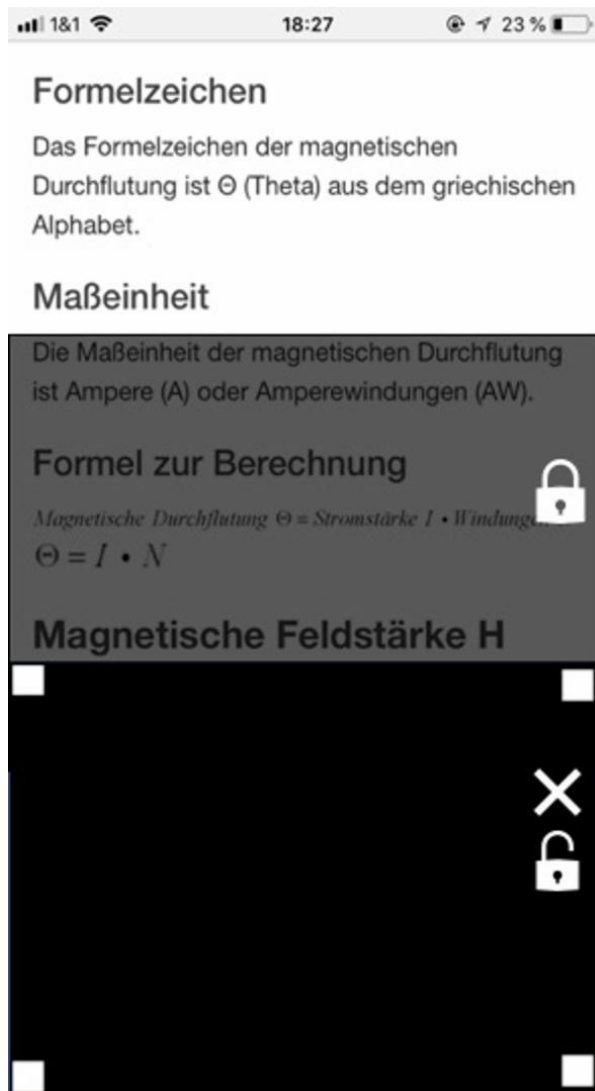 1&1 18:27 23 %
Formelzeichen
Das Formelzeichen der magnetischen
Durchflutung ist Θ (Theta) aus dem griechischen
Alphabet.
Maßeinheit
Die Maßeinheit der magnetischen Durchflutung
ist Ampere (A) oder Amperewindungen (AW).
Formel zur Berechnung
Magnetische Durchflutung Θ = Stromstärke I •
Θ = I • N
Magnetische Feldstärke H